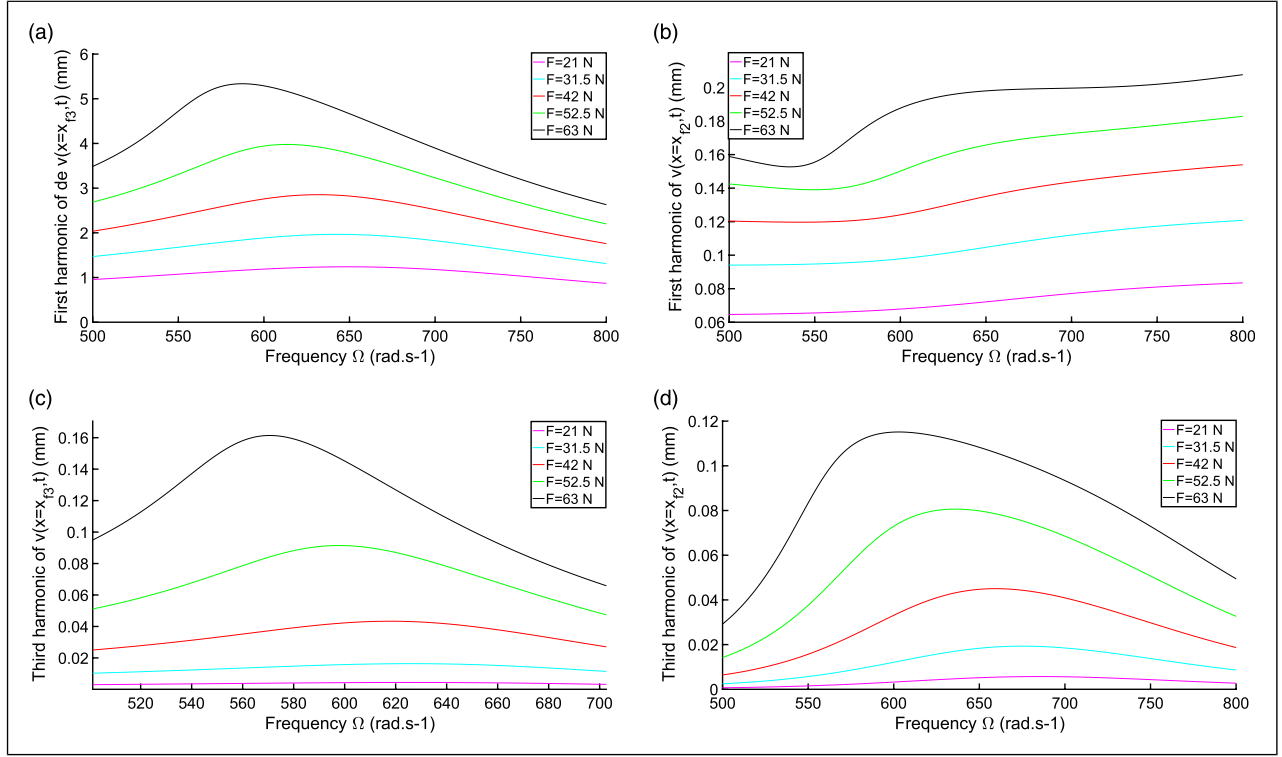 (a)
First harmonic of de v(x=x_f3,t) (mm)
6
5
4
3
2
1
0
500 550 600 650 700 750 800
Frequency Ω (rad.s-1)
F=21 N
F=31.5 N
F=42 N
F=52.5 N
F=63 N
(b)
First harmonic of v(x=x_f2,t) (mm)
0.2
0.18
0.16
0.14
0.12
0.1
0.08
0.06
500 550 600 650 700 750 800
Frequency Ω (rad.s-1)
F=21 N
F=31.5 N
F=42 N
F=52.5 N
F=63 N
(c)
Third harmonic of v(x=x_f3,t) (mm)
0.16
0.14
0.12
0.1
0.08
0.06
0.04
0.02
520 540 560 580 600 620 640 660 680 700
Frequency Ω (rad.s-1)
F=21 N
F=31.5 N
F=42 N
F=52.5 N
F=63 N
(d)
Third harmonic of v(x=x_f2,t) (mm)
0.12
0.1
0.08
0.06
0.04
0.02
0
500 550 600 650 700 750 800
Frequency Ω (rad.s-1)
F=21 N
F=31.5 N
F=42 N
F=52.5 N
F=63 N